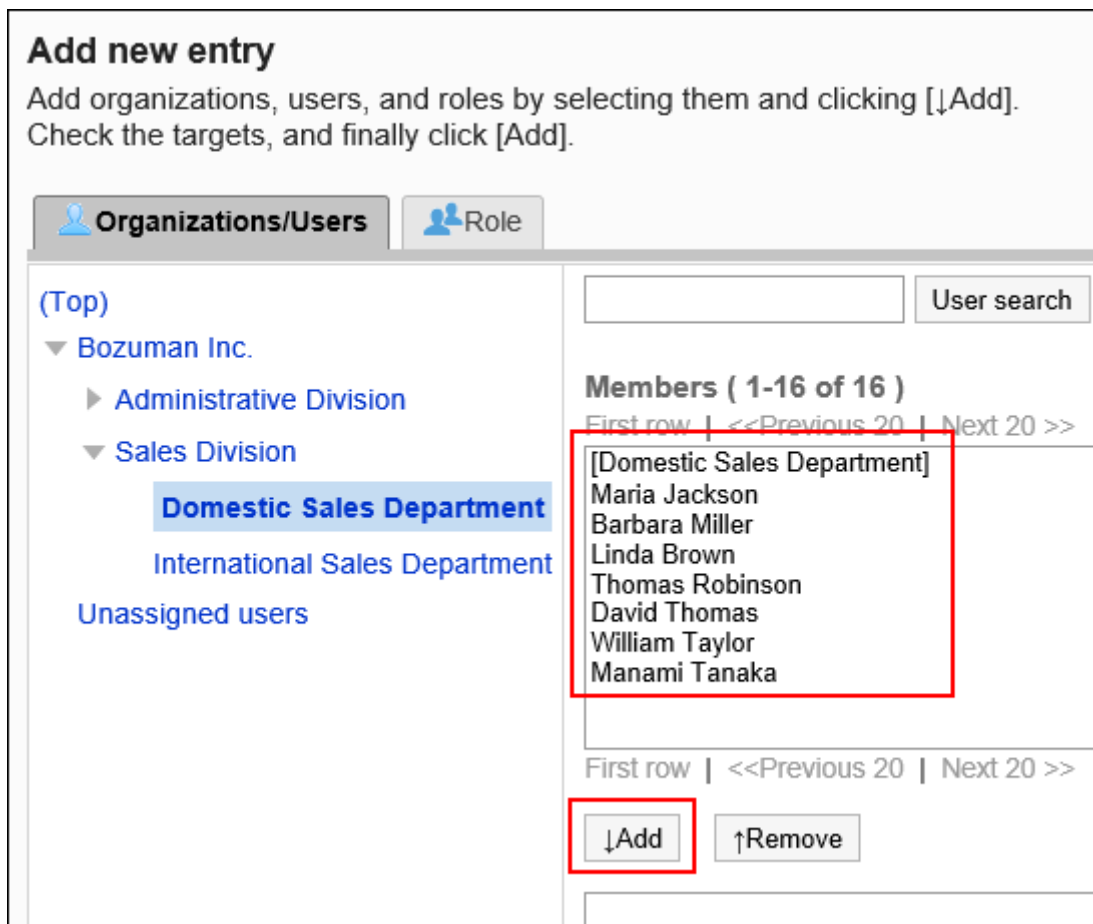 Add new entry
Add organizations, users, and roles by selecting them and clicking [↓Add].
Check the targets, and finally click [Add].
Organizations/Users
Role
(Top)
Bozuman Inc.
Administrative Division
Sales Division
Domestic Sales Department
International Sales Department
Unassigned users
User search
Members ( 1-16 of 16 )
First row | <<Previous 20 | Next 20 >>
[Domestic Sales Department]
Maria Jackson
Barbara Miller
Linda Brown
Thomas Robinson
David Thomas
William Taylor
Manami Tanaka
First row | <<Previous 20 | Next 20 >>
↓Add
↑Remove